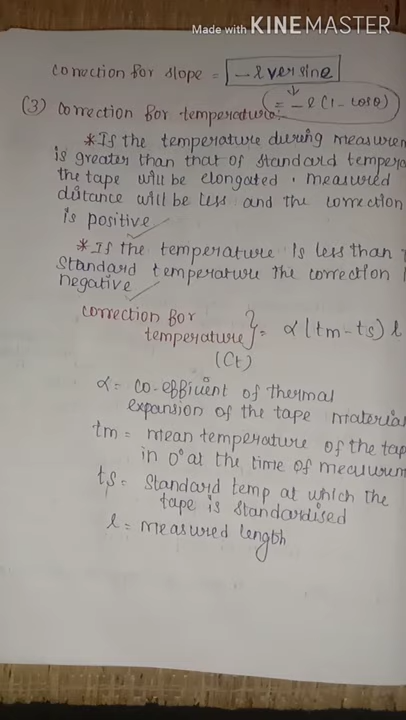 Made with KINEMASTER
Correction for slope = -l versine
= -l (1 - cosθ)
(3) Correction for temperature:-
*If the temperature during measurem
is greater than that of standard tempera
the tape will be elongated. measured
distance will be less and the correction
is positive
*If the temperature is less than
Standard temperature the correction
negative
Correction for
temperature } = α (tm - ts) l
(Ct)
α = co-efficient of thermal
expansion of the tape material
tm = mean temperature of the tap
in 0° at the time of measurem
ts = Standard temp at which the
tape is standardised
l = measured length